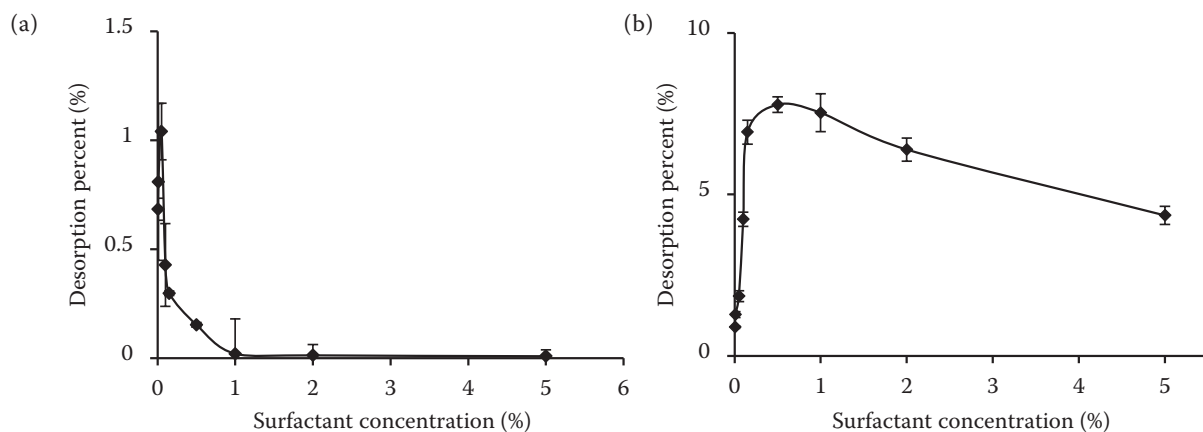 (a)
1.5
1
0.5
0
Desorption percent (%)
0 1 2 3 4 5 6
Surfactant concentration (%)
(b)
10
5
0
Desorption percent (%)
0 1 2 3 4 5
Surfactant concentration (%)